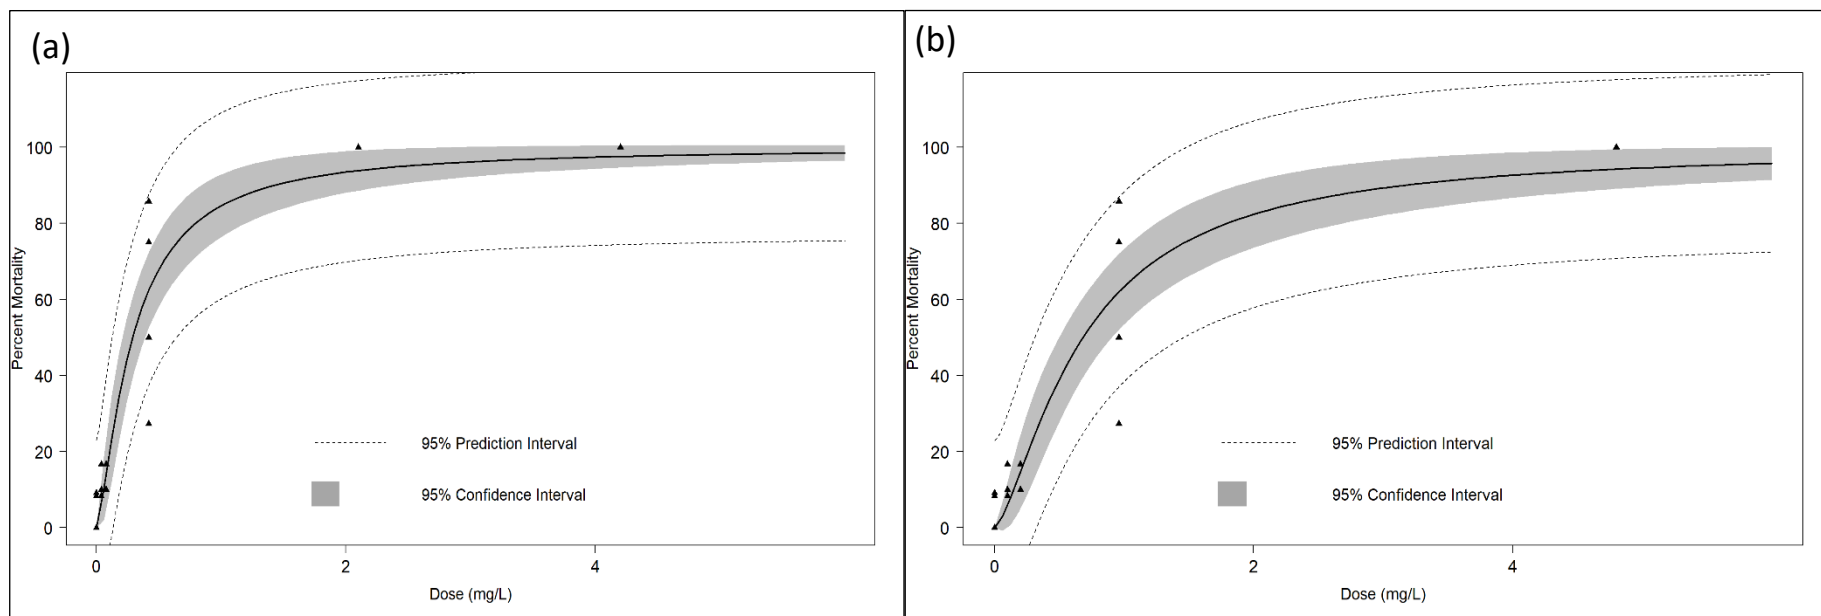 (a)
Percent Mortality
100
80
60
40
20
0
95% Prediction Interval
95% Confidence Interval
0 2 4
Dose (mg/L)
(b)
Percent Mortality
100
80
60
40
20
0
95% Prediction Interval
95% Confidence Interval
0 2 4
Dose (mg/L)